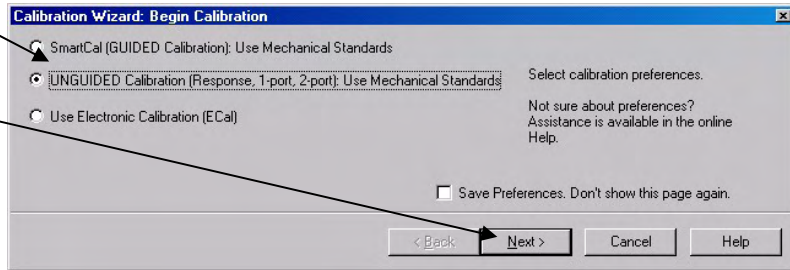 Calibration Wizard: Begin Calibration
SmartCal (GUIDED Calibration): Use Mechanical Standards
UNGUIDED Calibration (Response, 1-port, 2-port): Use Mechanical Standards
Use Electronic Calibration (ECal)
Select calibration preferences.
Not sure about preferences?
Assistance is available in the online
Help.
Save Preferences. Don't show this page again.
< Back Next > Cancel Help